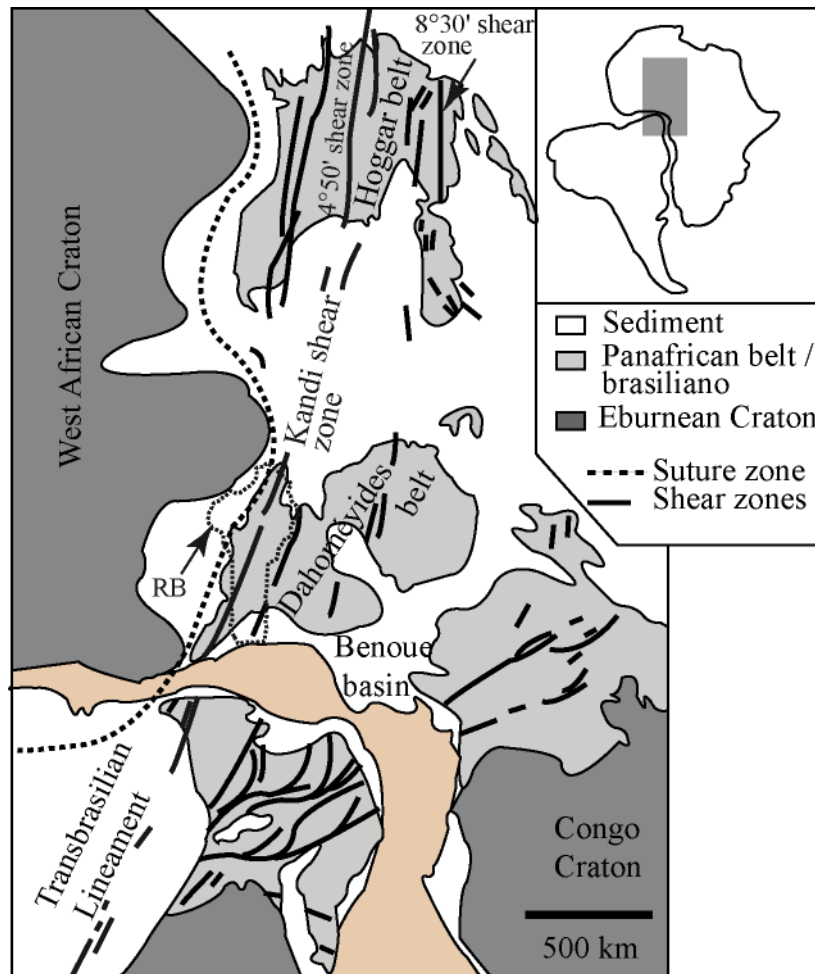 8°30' shear
zone
4°50' shear zone
Hoggar belt
West African Craton
Kandi shear
zone
Dahomeyides
belt
RB
Benoue
basin
Transbrasilian
Lineament
Congo
Craton
500 km
Sediment
Panafrican belt /
brasiliano
Eburnean Craton
Suture zone
Shear zones